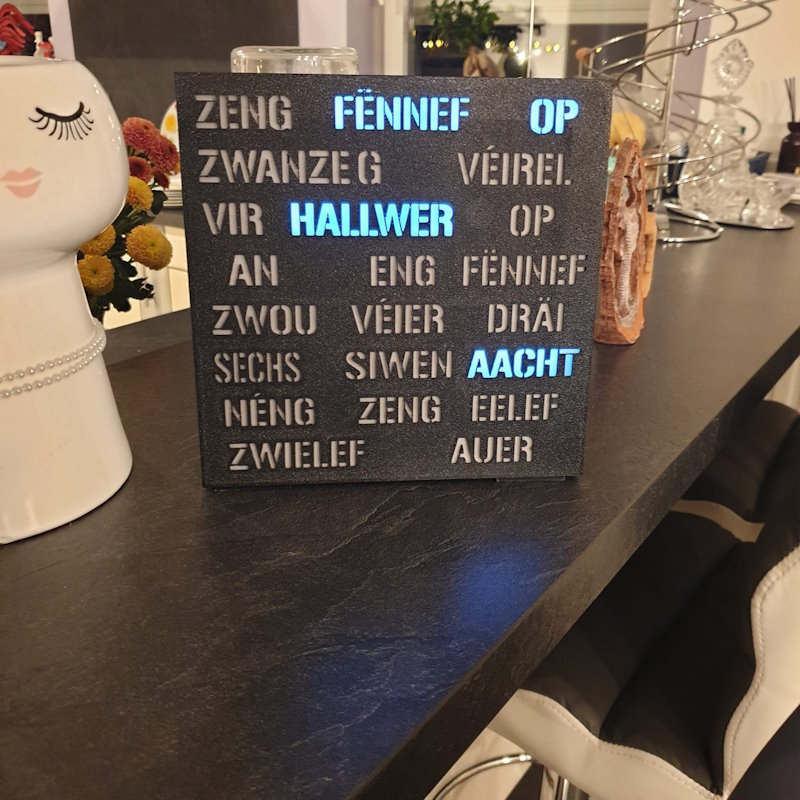 ZENG FËNNEF OP
ZWANZEG VÉIREL
VIR HALLWER OP
AN ENG FËNNEF
ZWOU VÉIER DRÄI
SECHS SIWEN AACHT
NÉNG ZENG EELEF
ZWIELEF AUER